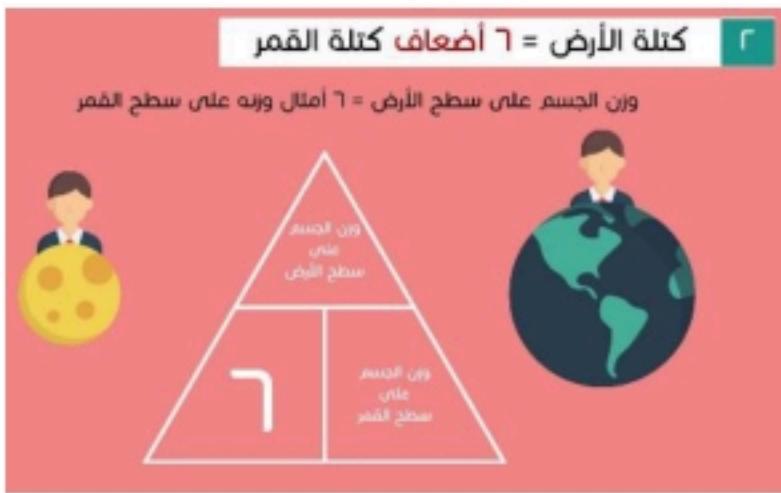 ٢
كتلة الأرض = ٦ أضعاف كتلة القمر
وزن الجسم على سطح الأرض = ٦ أمثال وزنه على سطح القمر
وزن الجسم
على
سطح الأرض
٦
وزن الجسم
على
سطح القمر